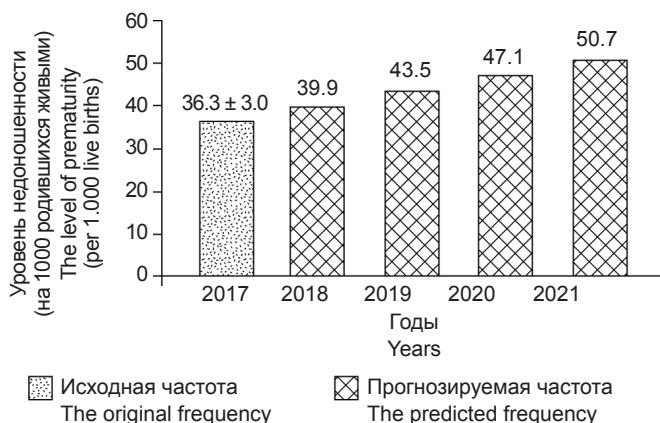 60
50
40
30
20
10
0
Уровень недоношенности
(на 1000 родившихся живыми)
The level of prematurity
(per 1.000 live births)
36.3 ± 3.0
39.9
43.5
47.1
50.7
2017 2018 2019 2020 2021
Годы
Years
Исходная частота
The original frequency
Прогнозируемая частота
The predicted frequency